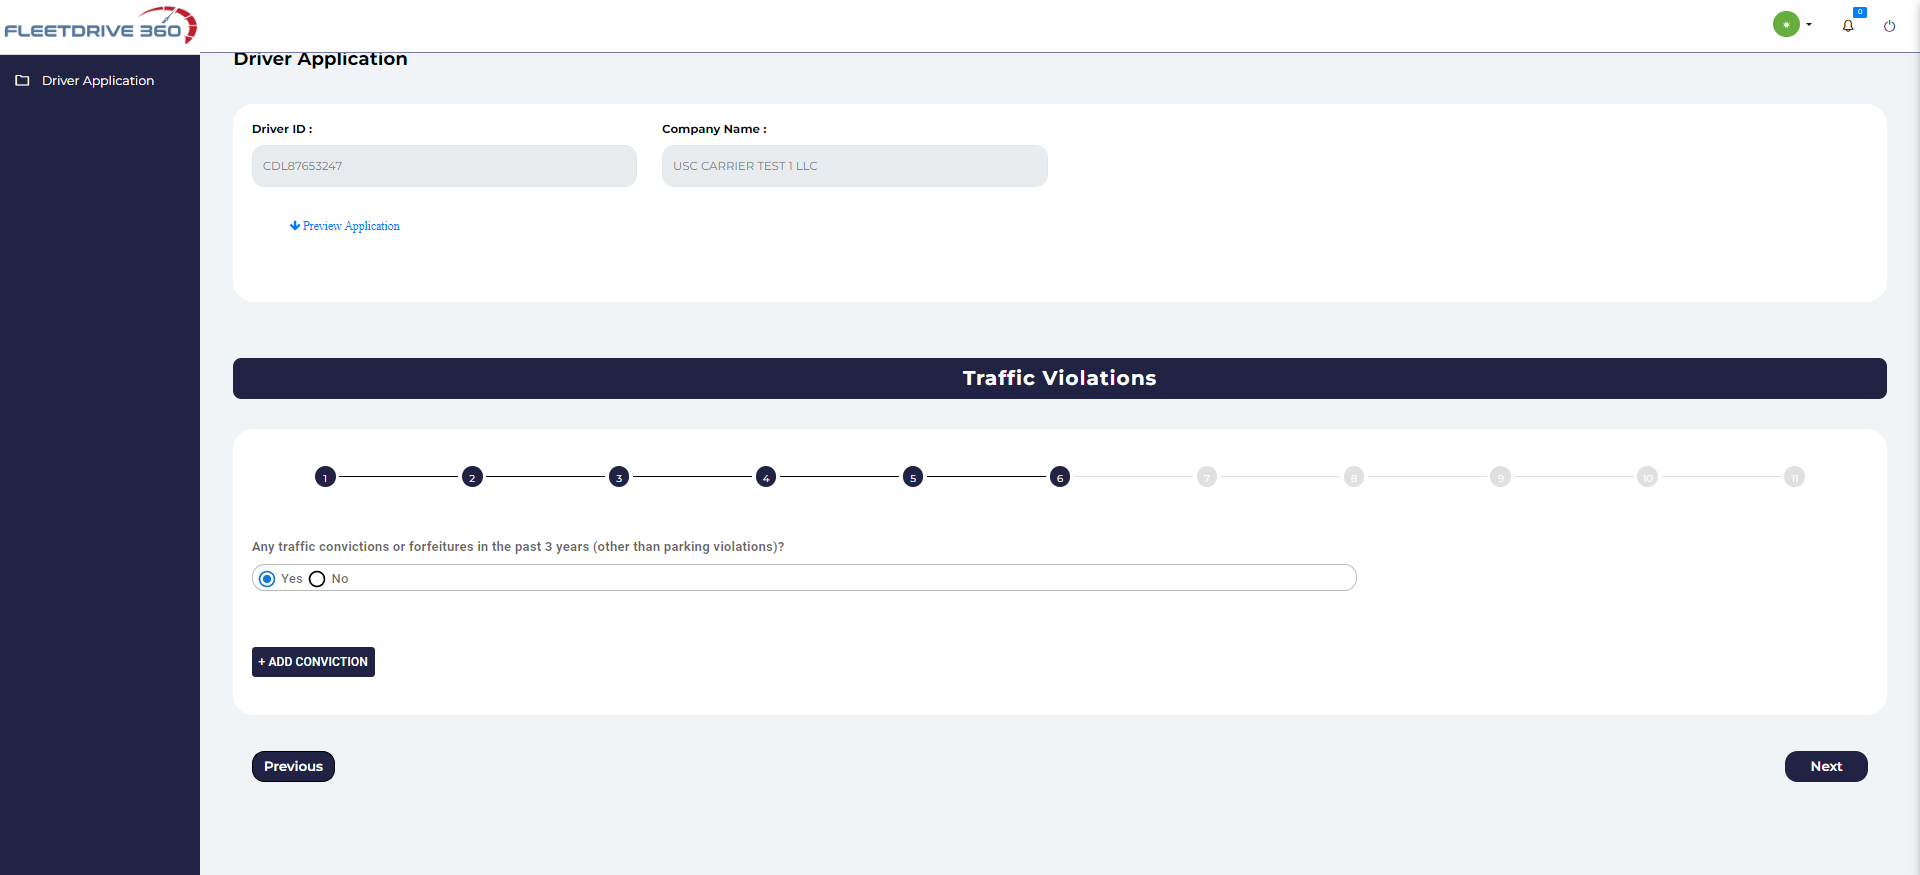 FLEETDRIVE 360
0
Driver Application
Driver Application
Driver ID :
Company Name :
CDL87653247
USC CARRIER TEST 1 LLC
Preview Application
Traffic Violations
1 2 3 4 5 6 7 8 9 10 11
Any traffic convictions or forfeitures in the past 3 years (other than parking violations)?
Yes No
+ ADD CONVICTION
Previous
Next